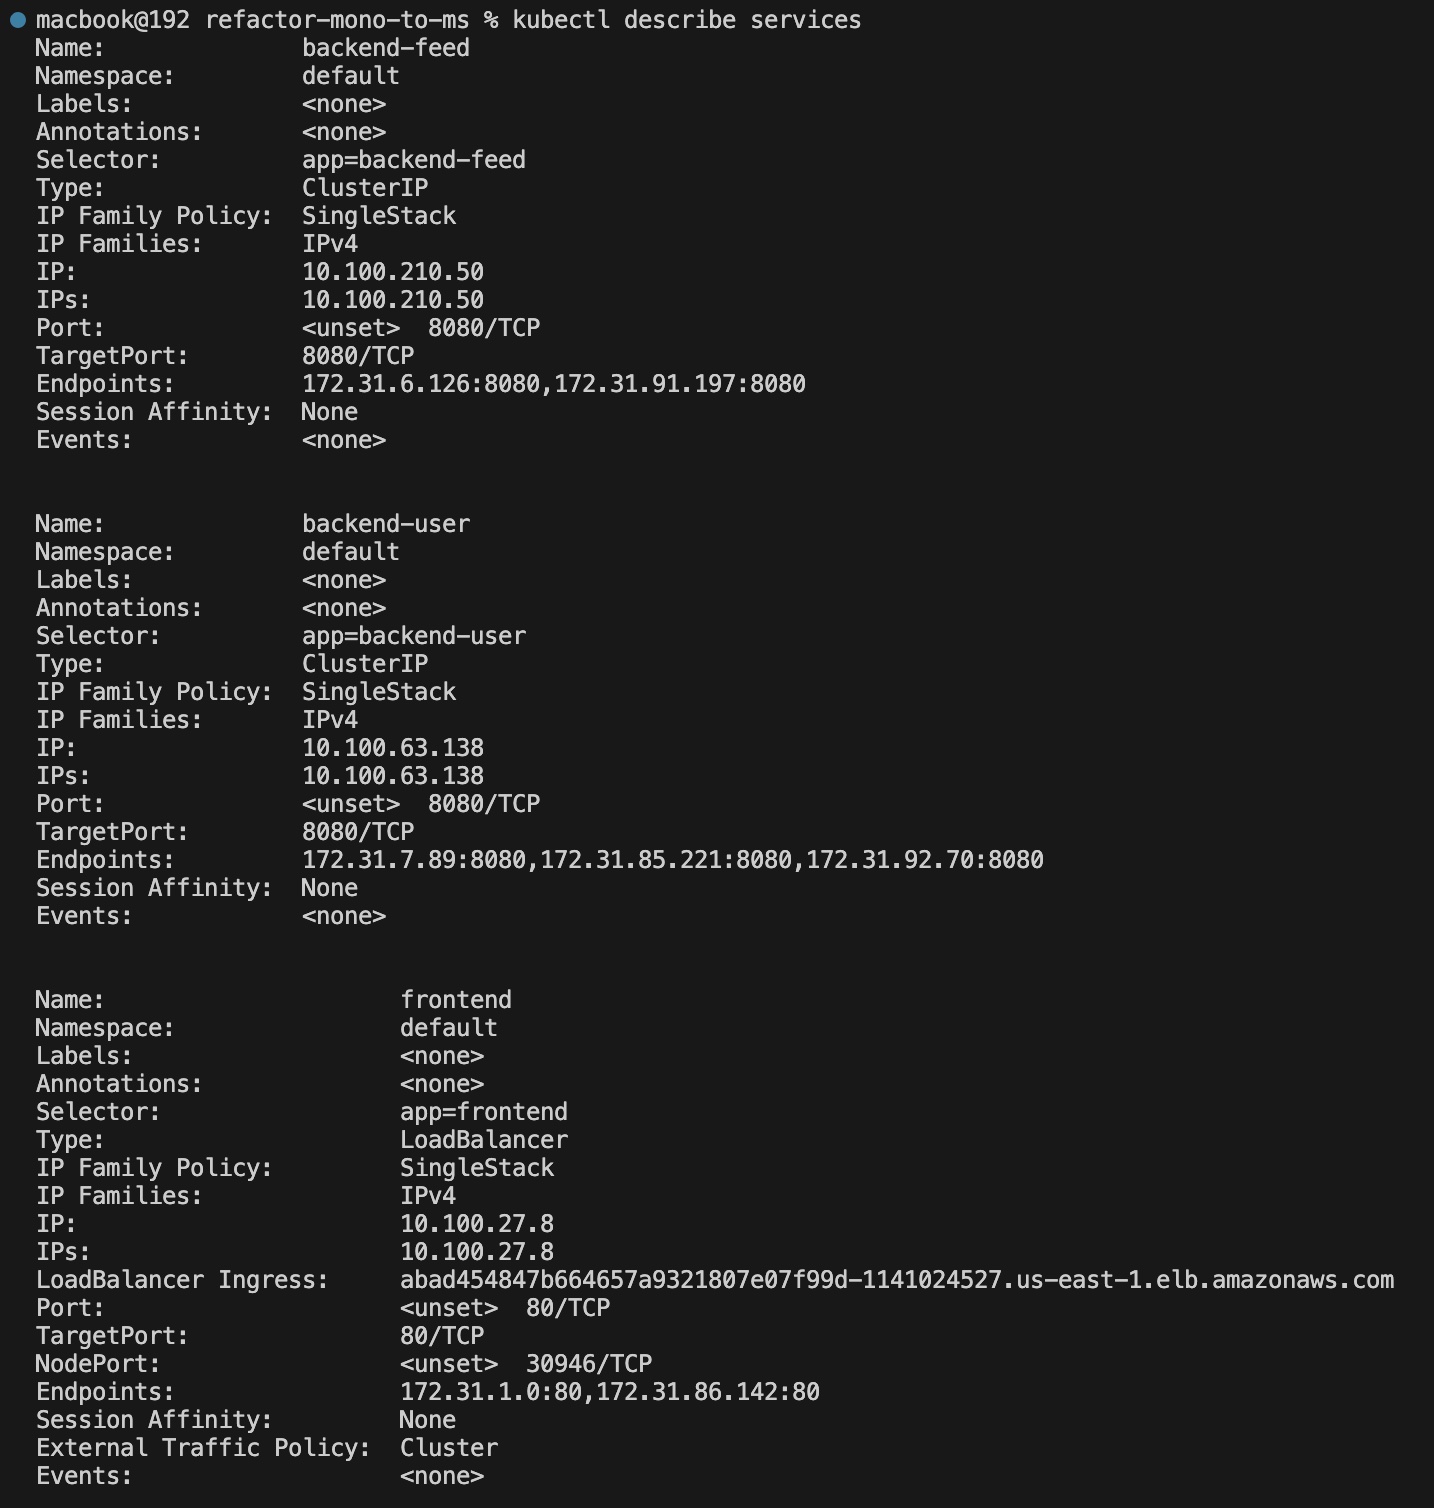 macbook@192 refactor-mono-to-ms % kubectl describe services
Name: backend-feed
Namespace: default
Labels: <none>
Annotations: <none>
Selector: app=backend-feed
Type: ClusterIP
IP Family Policy: SingleStack
IP Families: IPv4
IP: 10.100.210.50
IPs: 10.100.210.50
Port: <unset> 8080/TCP
TargetPort: 8080/TCP
Endpoints: 172.31.6.126:8080,172.31.91.197:8080
Session Affinity: None
Events: <none>
Name: backend-user
Namespace: default
Labels: <none>
Annotations: <none>
Selector: app=backend-user
Type: ClusterIP
IP Family Policy: SingleStack
IP Families: IPv4
IP: 10.100.63.138
IPs: 10.100.63.138
Port: <unset> 8080/TCP
TargetPort: 8080/TCP
Endpoints: 172.31.7.89:8080,172.31.85.221:8080,172.31.92.70:8080
Session Affinity: None
Events: <none>
Name: frontend
Namespace: default
Labels: <none>
Annotations: <none>
Selector: app=frontend
Type: LoadBalancer
IP Family Policy: SingleStack
IP Families: IPv4
IP: 10.100.27.8
IPs: 10.100.27.8
LoadBalancer Ingress: abad454847b664657a9321807e07f99d-1141024527.us-east-1.elb.amazonaws.com
Port: <unset> 80/TCP
TargetPort: 80/TCP
NodePort: <unset> 30946/TCP
Endpoints: 172.31.1.0:80,172.31.86.142:80
Session Affinity: None
External Traffic Policy: Cluster
Events: <none>